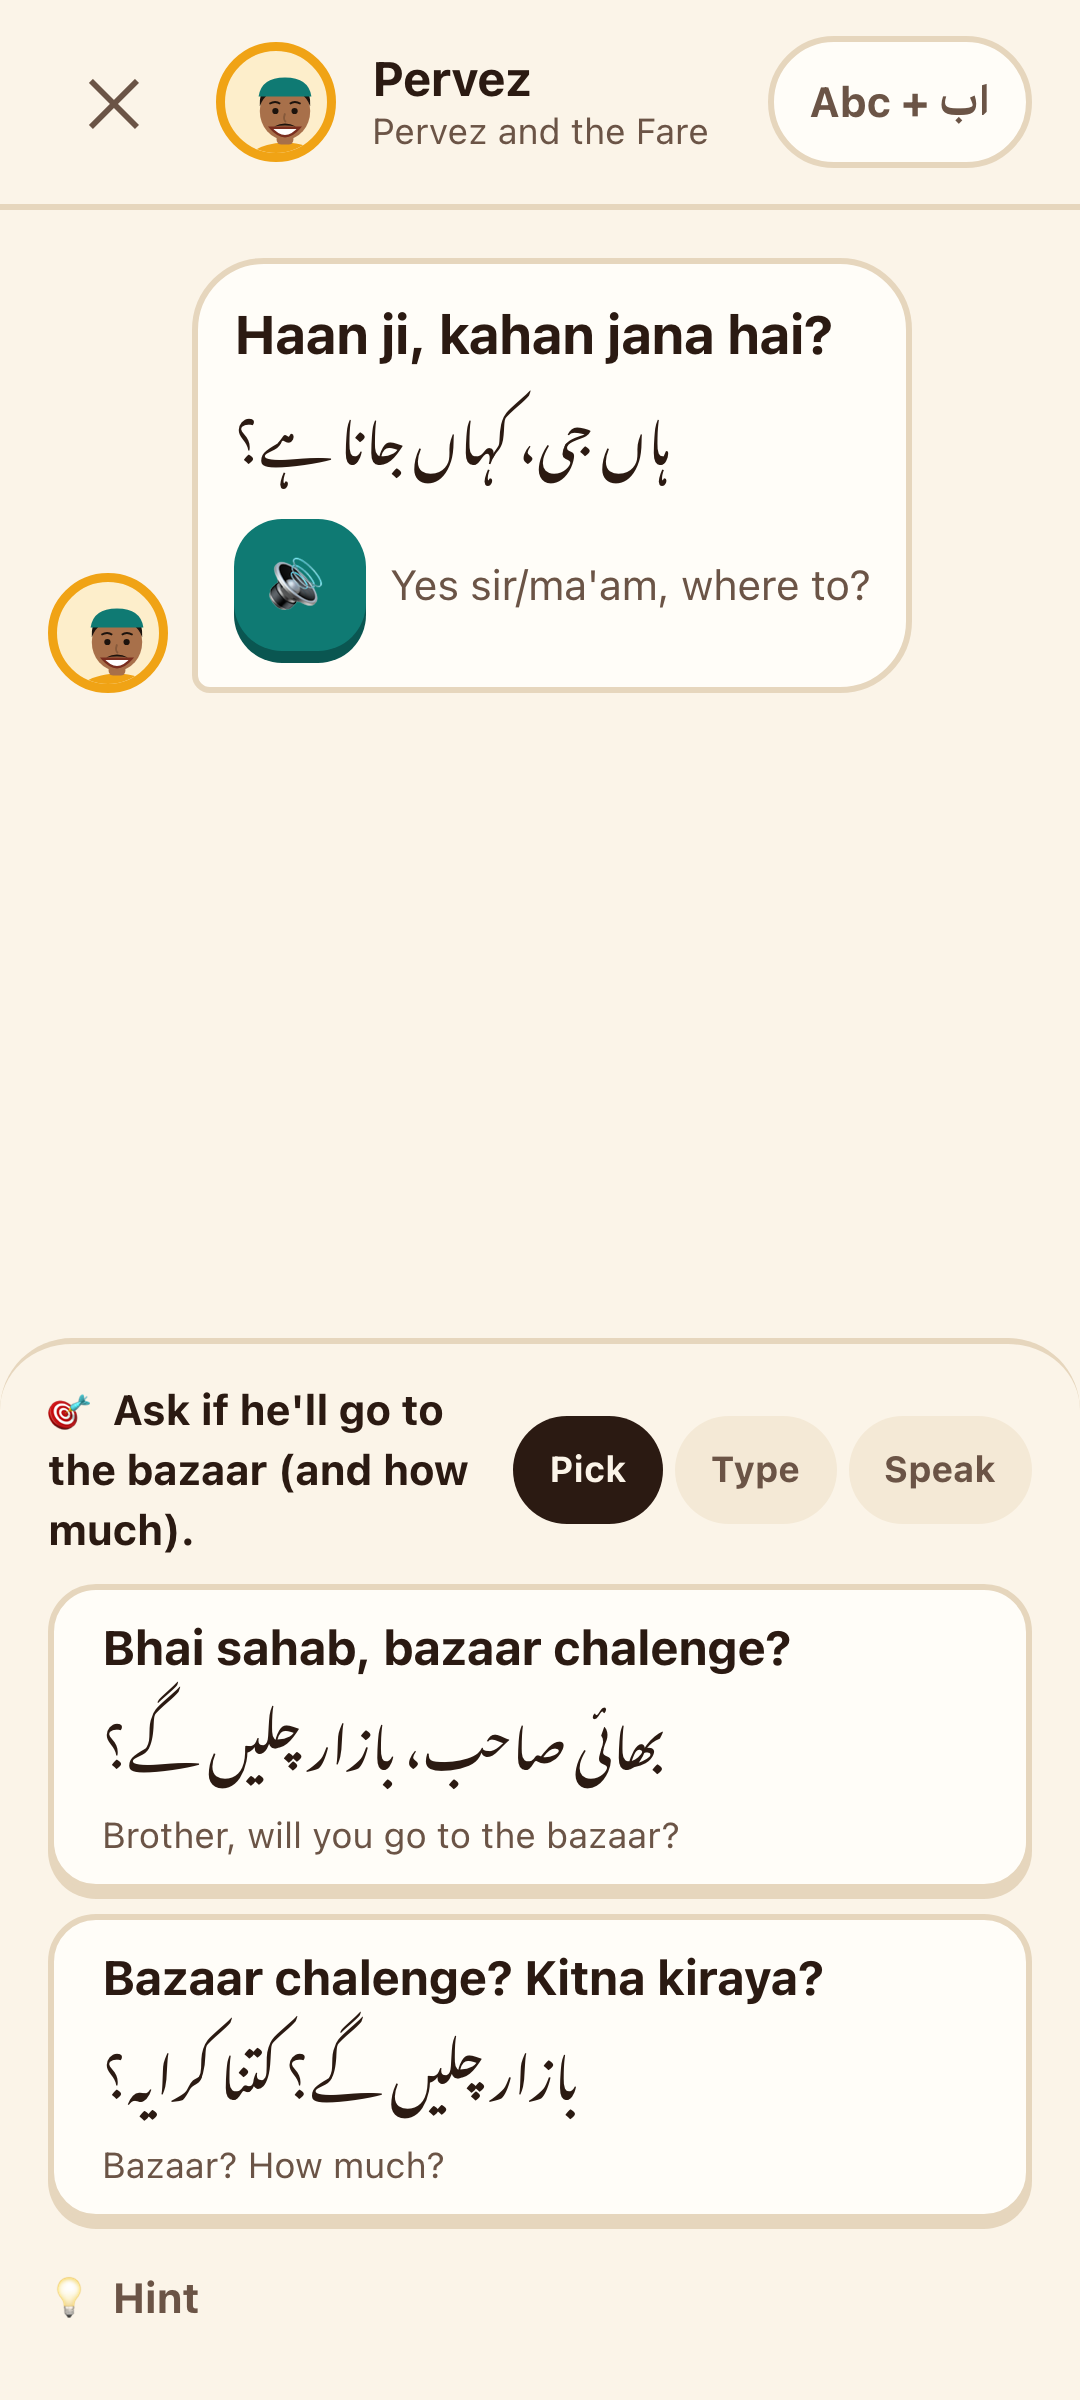 Pervez
Pervez and the Fare
Abc + اب
Haan ji, kahan jana hai?
ہاں جی، کہاں جانا ہے؟
Yes sir/ma'am, where to?
Ask if he'll go to
the bazaar (and how
much).
Pick
Type
Speak
Bhai sahab, bazaar chalenge?
بھائی صاحب، بازار چلیں گے؟
Brother, will you go to the bazaar?
Bazaar chalenge? Kitna kiraya?
بازار چلیں گے؟ کتنا کرایہ؟
Bazaar? How much?
Hint